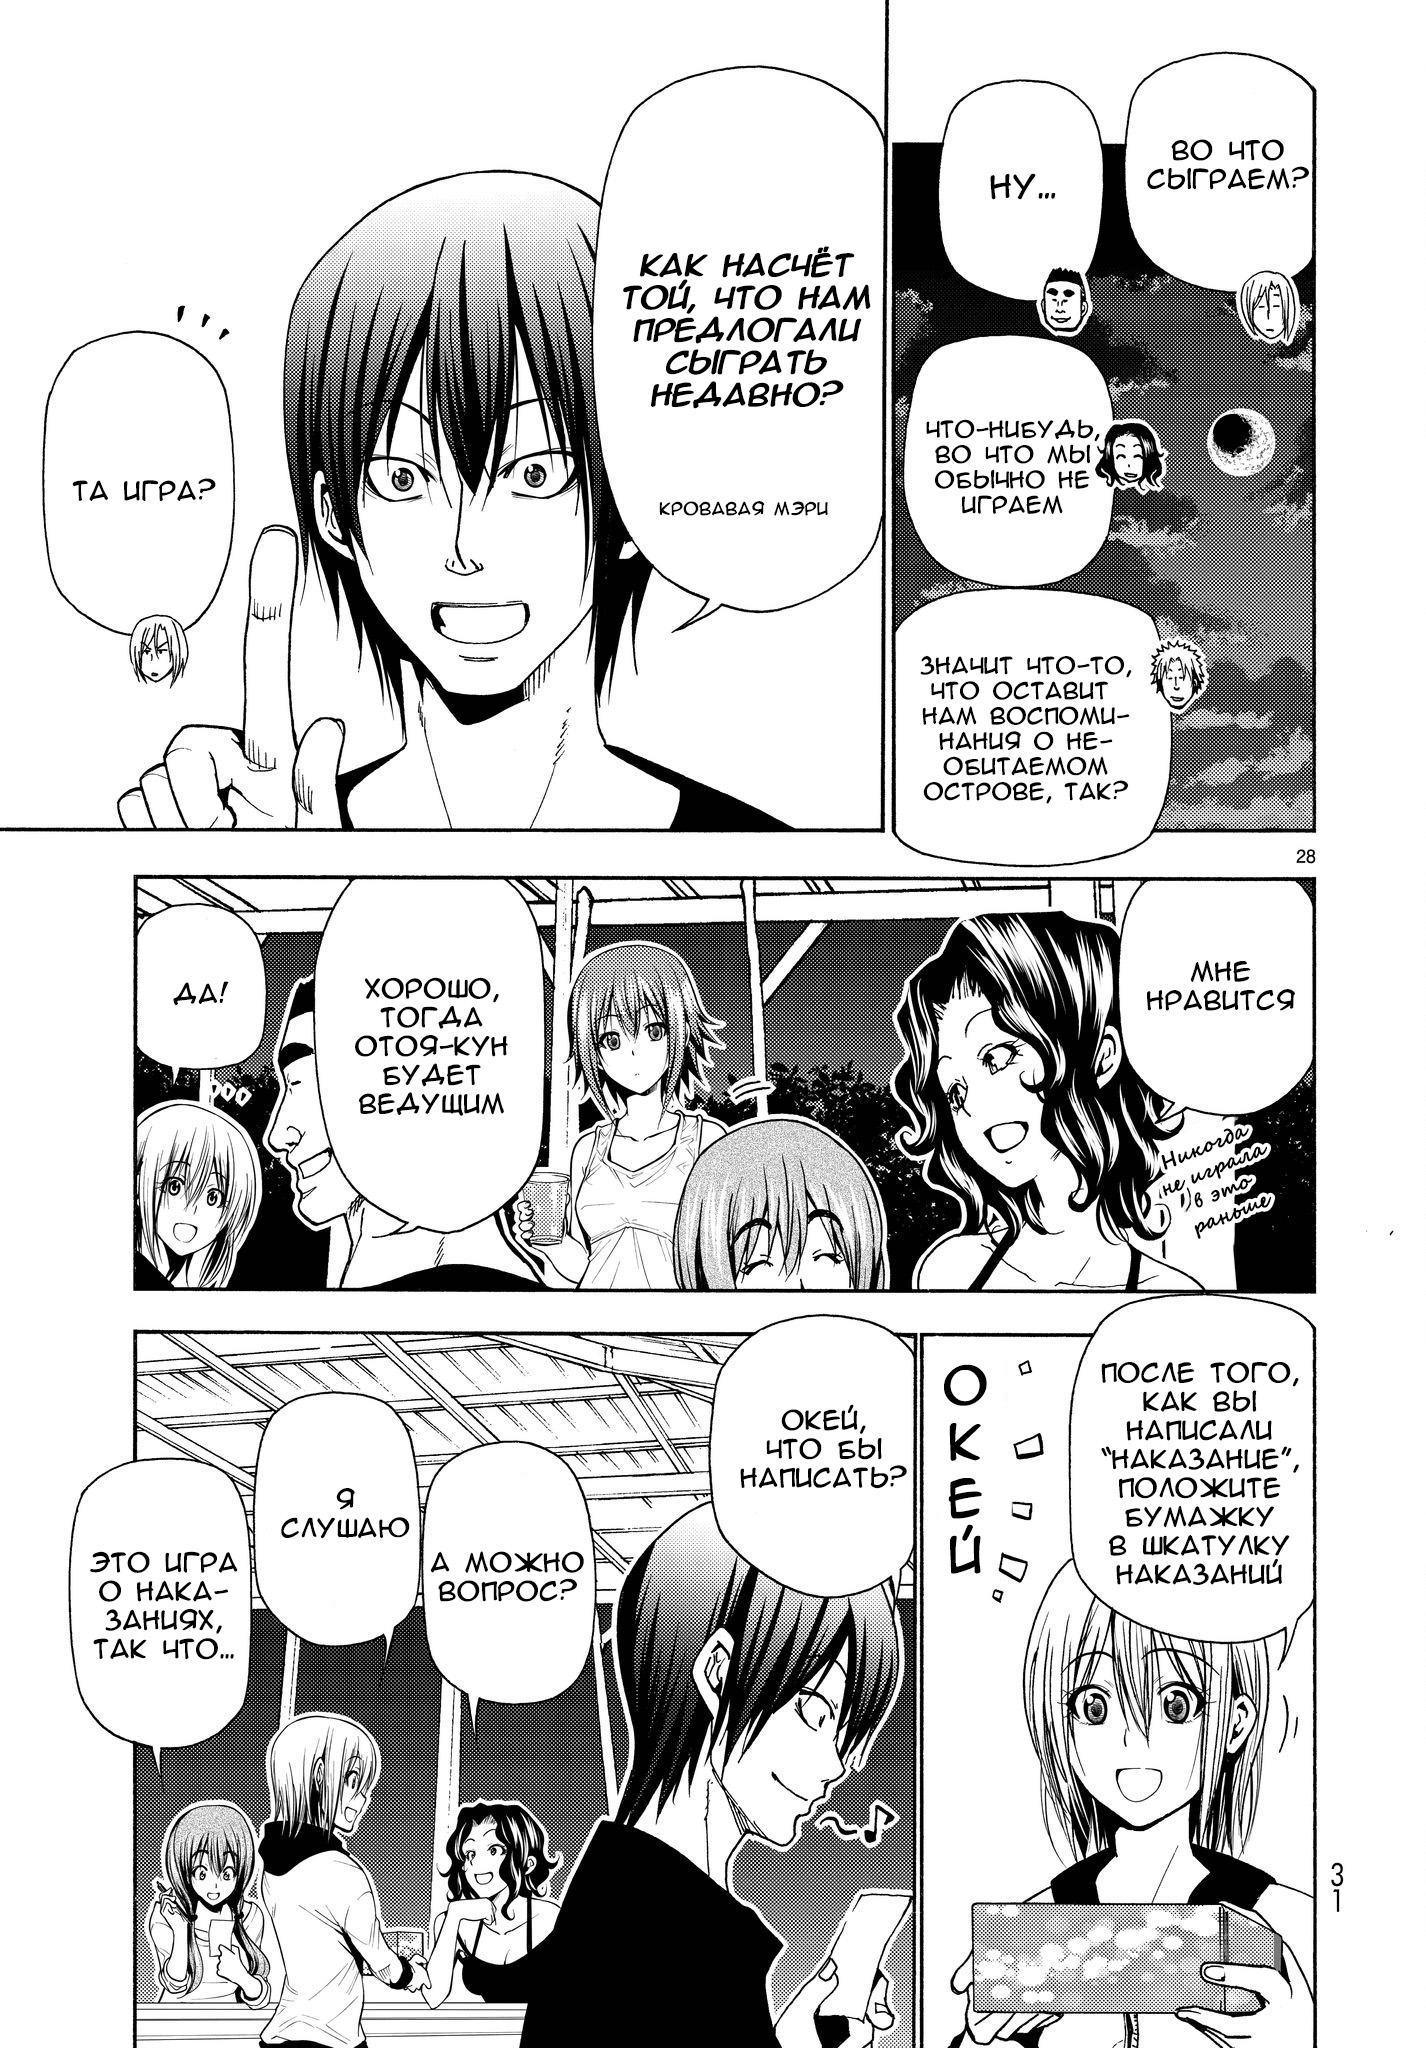 ВО ЧТО
СЫГРАЕМ?
НУ...
ЧТО-НИБУДЬ,
ВО ЧТО МЫ
ОБЫЧНО НЕ
ИГРАЕМ
ЗНАЧИТ ЧТО-ТО,
ЧТО ОСТАВИТ
НАМ ВОСПОМИ-
НАНИЯ О НЕ-
ОБИТАЕМОМ
ОСТРОВЕ, ТАК?
КАК НАСЧЁТ
ТОЙ, ЧТО НАМ
ПРЕДЛОГАЛИ
СЫГРАТЬ
НЕДАВНО?
КРОВАВАЯ МЭРИ
ТА ИГРА?
28
МНЕ
НРАВИТСЯ
Никогда
не играла
в это
раньше
ХОРОШО,
ТОГДА
ОТОЯ-КУН
БУДЕТ
ВЕДУЩИМ
ДА!
ПОСЛЕ ТОГО,
КАК ВЫ
НАПИСАЛИ
"НАКАЗАНИЕ",
ПОЛОЖИТЕ
БУМАЖКУ
В ШКАТУЛКУ
НАКАЗАНИЙ
ОКЕЙ
ОКЕЙ,
ЧТО БЫ
НАПИСАТЬ?
А МОЖНО
ВОПРОС?
Я
СЛУШАЮ
ЭТО ИГРА
О НАКА-
ЗАНИЯХ,
ТАК ЧТО...
31